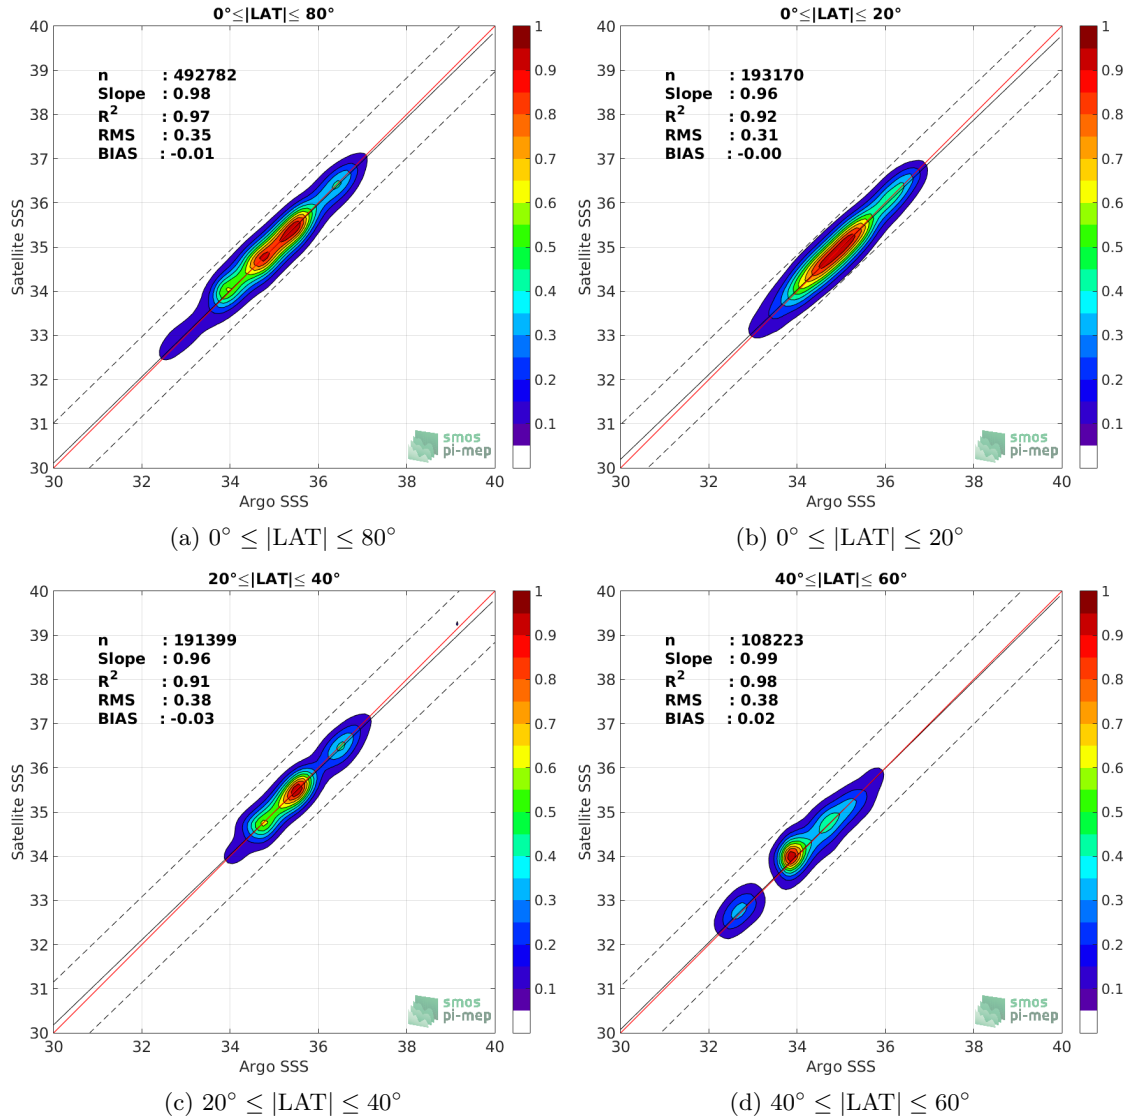 0°≤|LAT|≤ 80°
40
39
38
37
36
35
34
33
32
31
30
Satellite SSS
n : 492782
Slope : 0.98
R² : 0.97
RMS : 0.35
BIAS : -0.01
smos
pi-mep
30 32 34 36 38 40
Argo SSS
1
0.9
0.8
0.7
0.6
0.5
0.4
0.3
0.2
0.1
(a) 0° ≤ |LAT| ≤ 80°
0°≤|LAT|≤ 20°
40
39
38
37
36
35
34
33
32
31
30
Satellite SSS
n : 193170
Slope : 0.96
R² : 0.92
RMS : 0.31
BIAS : -0.00
smos
pi-mep
30 32 34 36 38 40
Argo SSS
1
0.9
0.8
0.7
0.6
0.5
0.4
0.3
0.2
0.1
(b) 0° ≤ |LAT| ≤ 20°
20°≤|LAT|≤ 40°
40
39
38
37
36
35
34
33
32
31
30
Satellite SSS
n : 191399
Slope : 0.96
R² : 0.91
RMS : 0.38
BIAS : -0.03
smos
pi-mep
30 32 34 36 38 40
Argo SSS
1
0.9
0.8
0.7
0.6
0.5
0.4
0.3
0.2
0.1
(c) 20° ≤ |LAT| ≤ 40°
40°≤|LAT|≤ 60°
40
39
38
37
36
35
34
33
32
31
30
Satellite SSS
n : 108223
Slope : 0.99
R² : 0.98
RMS : 0.38
BIAS : 0.02
smos
pi-mep
30 32 34 36 38 40
Argo SSS
1
0.9
0.8
0.7
0.6
0.5
0.4
0.3
0.2
0.1
(d) 40° ≤ |LAT| ≤ 60°